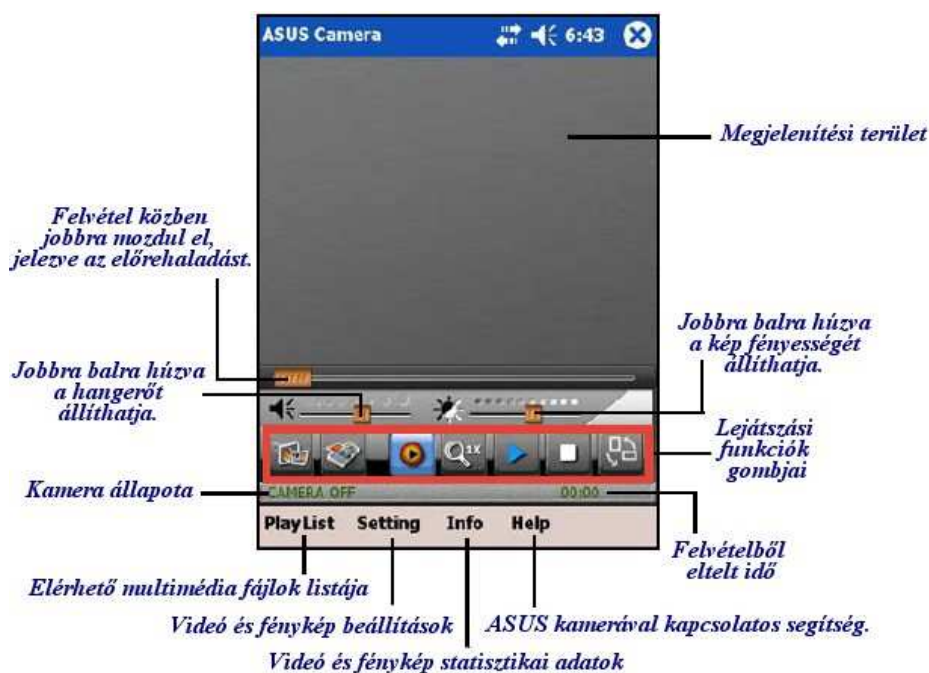 ASUS Camera 6:43
Megjelenítési terület
Felvétel közben
jobbra mozdul el,
jelezve az előrehaladást.
Jobbra balra húzva
a kép fényességét
állíthatja.
Jobbra balra húzva
a hangerőt
állíthatja.
1X
Lejátszási
funkciók
gombjai
Kamera állapota
CAMERA OFF 00:00
PlayList Setting Info Help
Felvételből
eltelt idő
Elérhető multimédia fájlok listája
Videó és fénykép beállítások
ASUS kamerával kapcsolatos segítség.
Videó és fénykép statisztikai adatok